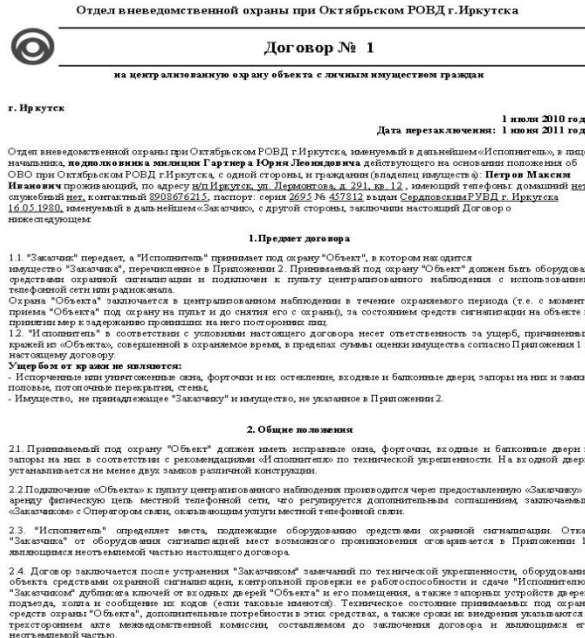 Отдел вневедомственной охраны при Октябрьском РОВД г.Иркутска
Договор № 1
на централизованную охрану объекта с личным имуществом граждан
г. Иркутск
1 июля 2010 год
Дата перезаключения: 1 июня 2011 год
Отдел вневедомственной охраны при Октябрьском РОВД г.Иркутска, именуемый в дальнейшем «Исполнитель», в лице
начальника, подполковника милиции Гартнера Юрия Леонидовича действующего на основании положения об
ОВО при Октябрьском РОВД г.Иркутска, с одной стороны, и гражданин (владелец имущества): Петров Максим
Иванович проживающий, по адресу н/п Иркутск, ул. Лермонтова, д. 291, кв. 12 , имеющий телефоны: домашний нет,
служебный нет, контактный 8908676215, паспорт: серия 2695 № 457812 выдан Сердловским РУВД г. Иркутска
16.05.1980, именуемый в дальнейшем «Заказчик», с другой стороны, заключили настоящий Договор о
нижеследующем:
1.Предмет договора
1.1. "Заказчик" передает, а "Исполнитель" принимает под охрану "Объект", в котором находится
имущество "Заказчика", перечисленное в Приложении 2. Принимаемый под охрану "Объект" должен быть оборудован
средствами охранной сигнализации и подключен к пульту централизованного наблюдения с использованием
телефонной сети или радиоканала.
Охрана "Объекта" заключается в централизованном наблюдении в течение охраняемого периода (т.е. с момент
приема "Объекта" под охрану на пульт и до снятия его с охраны), за состоянием средств сигнализации на объекте
принятии мер к задержанию проникших на него посторонних лиц.
1.2. "Исполнитель" в соответствии с условиями настоящего договора несет ответственность за ущерб, причиненный
кражей из «Объекта», совершенной в охраняемое время, в пределах суммы оценки имущества согласно Приложения 1
настоящему договору.
Ущербом от кражи не являются:
- Испорченные или уничтоженные окна, форточки и их остекление, входные и балконные двери, запоры на них и замки,
половые, потолочные перекрытия, стены;
- Имущество, не принадлежащее "Заказчику" и имущество, не указанное в Приложении 2.
2. Общие положения
2.1. Принимаемый под охрану "Объект" должен иметь исправные окна, форточки, входные и балконные двери
запоры на них в соответствии с рекомендациями «Исполнителя» по технической укрепленности. На входной двери
устанавливается не менее двух замков различной конструкции.
2.2.Подключение «Объекта» к пульту централизованного наблюдения производится через предоставленную «Заказчику»
аренду физическую цепь местной телефонной сети, что регулируется дополнительным соглашением, заключаемым
«Заказчиком» с Оператором связи, оказывающим услуги местной телефонной связи.
2.3. "Исполнитель" определяет места, подлежащие оборудованию средствами охранной сигнализации. Отказ
"Заказчика" от оборудования сигнализацией мест возможного проникновения оговаривается в Приложении 1
являющимся неотъемлемой частью настоящего договора.
2.4. Договор заключается после устранения "Заказчиком" замечаний по технической укрепленности, оборудования
объекта средствами охранной сигнализации, контрольной проверки ее работоспособности и сдаче "Исполнителю"
"Заказчиком" дубликата ключей от входных дверей "Объекта" и его помещения, а также запорных устройств двери
подъезда, холла и сообщение их кодов (если таковые имеются). Техническое состояние принимаемых под охрану
средств охраны "Объекта", дополнительные потребности в этих средствах, а также сроки их внедрения указываются
трехстороннем акте межведомственной комиссии, составляемом до заключения договора и являющимся е
неотъемлемой частью.